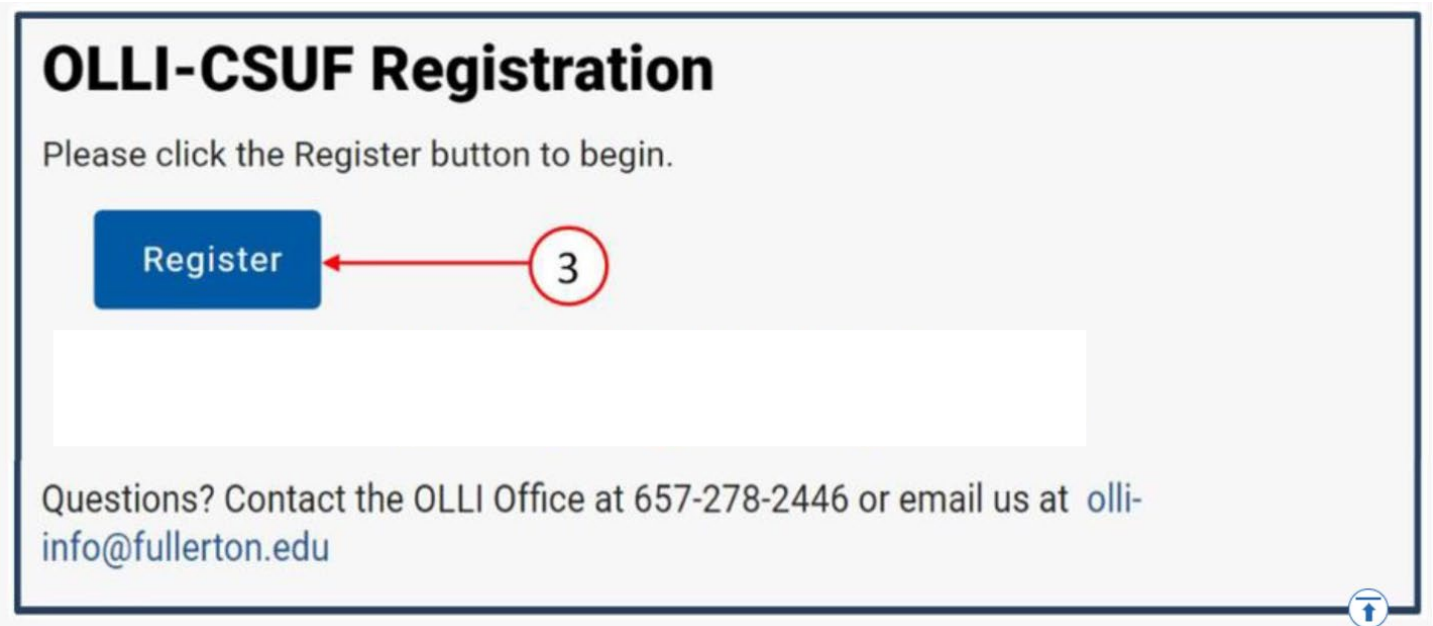 OLLI-CSUF Registration
Please click the Register button to begin.
Register
3
Questions? Contact the OLLI Office at 657-278-2446 or email us at olli-
info@fullerton.edu